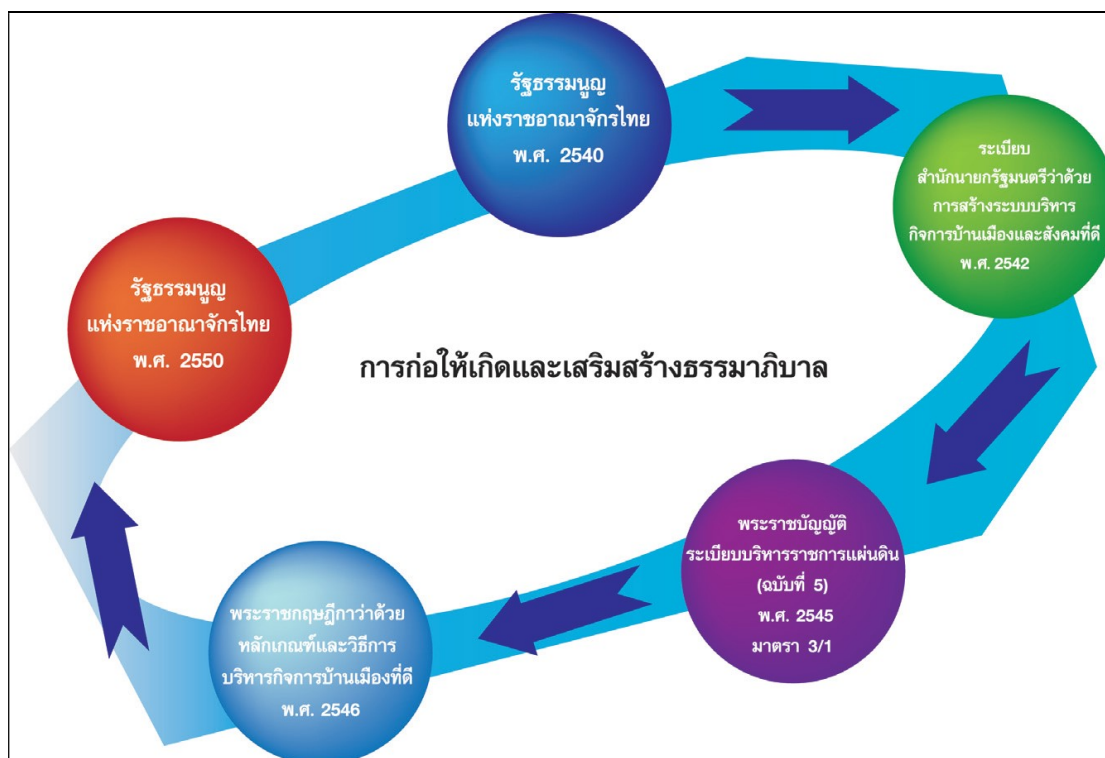 รัฐธรรมนูญ
แห่งราชอาณาจักรไทย
พ.ศ. 2540
ระเบียบ
สำนักนายกรัฐมนตรีว่าด้วย
การสร้างระบบบริหาร
กิจการบ้านเมืองและสังคมที่ดี
พ.ศ. 2542
รัฐธรรมนูญ
แห่งราชอาณาจักรไทย
พ.ศ. 2550
การก่อให้เกิดและเสริมสร้างธรรมาภิบาล
พระราชบัญญัติ
ระเบียบบริหารราชการแผ่นดิน
(ฉบับที่ 5)
พ.ศ. 2545
มาตรา 3/1
พระราชกฤษฎีกาว่าด้วย
หลักเกณฑ์และวิธีการ
บริหารกิจการบ้านเมืองที่ดี
พ.ศ. 2546